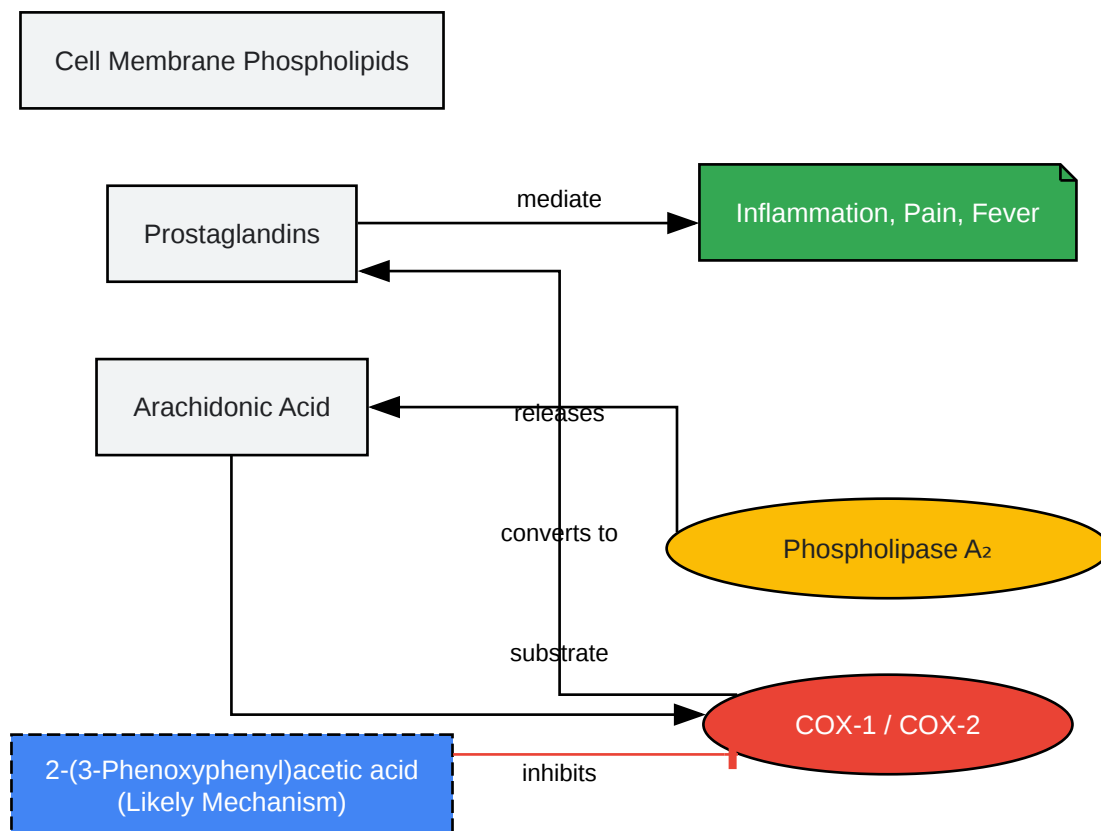 Cell Membrane Phospholipids
mediate
Inflammation, Pain, Fever
Prostaglandins
Arachidonic Acid
releases
converts to
Phospholipase A₂
substrate
COX-1 / COX-2
2-(3-Phenoxyphenyl)acetic acid
(Likely Mechanism)
inhibits